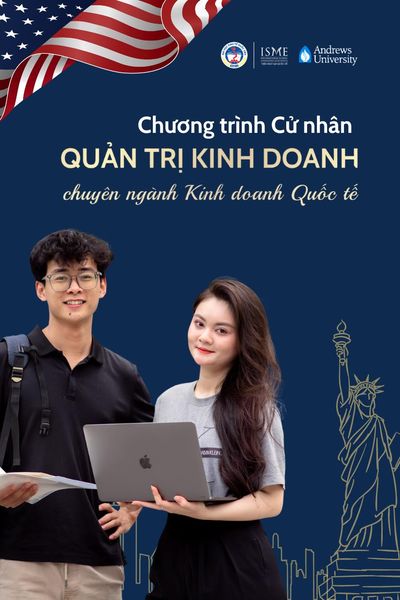 ISME
Andrews
University
Chương trình Cử nhân
QUẢN TRỊ KINH DOANH
chuyên ngành Kinh doanh Quốc tế